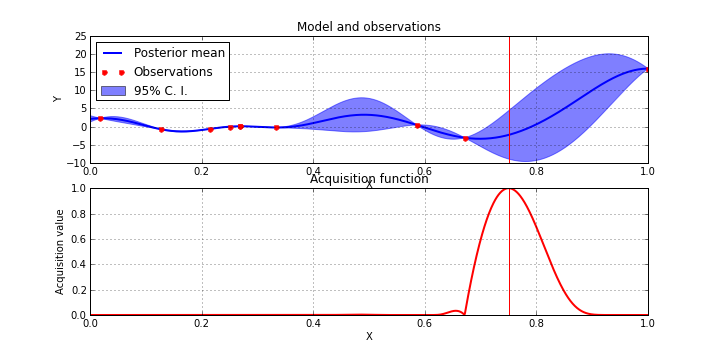 Model and observations
25
20
15
10
5
0
−5
−10
Y
Posterior mean
Observations
95% C. I.
0.0 0.2 0.4 0.6 0.8 1.0
X
Acquisition function
1.0
0.8
0.6
0.4
0.2
0.0
Acquisition value
0.0 0.2 0.4 0.6 0.8 1.0
X